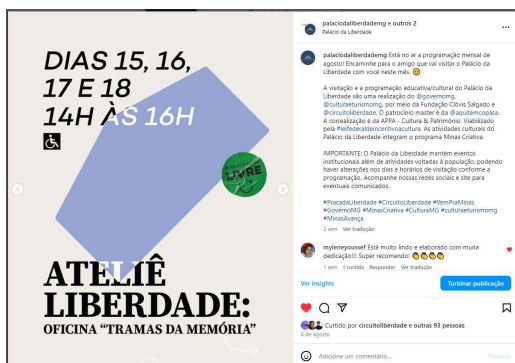 DIAS 15, 16,
17 E 18
14H ÀS 16H
LIVRE
ATELIÊ
LIBERDADE:
OFICINA “TRAMAS DA MEMÓRIA”
palaciodaliberdademg e outros 2
Palácio da Liberdade
palaciodaliberdademg Está no ar a programação mensal de
agosto! Encaminhe para o amigo que vai visitar o Palácio da
Liberdade com você neste mês. 😉
A visitação e a programação educativa/cultural do Palácio da
Liberdade são uma realização do @governomg,
@culturaeturismomg, por meio da Fundação Clóvis Salgado e
@circuitoliberdade. O patrocínio master é da @aquitemcopasa.
A correalização é da APPA - Cultura & Patrimônio. Viabilizado
pela #leifederaldeincentivoacultura. As atividades culturais do
Palácio da Liberdade integram o programa Minas Criativa.
IMPORTANTE: O Palácio da Liberdade mantém eventos
institucionais além de atividades voltadas à população, podendo
haver alterações nos dias e horários de visitação conforme a
programação. Acompanhe nossas redes sociais e site para
eventuais comunicados.
#PracadaLiberdade #CircuitoLiberdade #VemPraMinas
#GovernoMG #MinasCriativa #CulturaMG #culturaeturismomg
#MinasAvança
2 sem Ver tradução
myleneyoussef Está muito lindo e elaborado com muita
dedicação!!! Super recomendo! 👏👏👏👏
1 sem 1 curtida Responder Ver tradução
Ver insights
Turbinar publicação
Curtido por circuitoliberdade e outras 93 pessoas
6 de agosto
Adicione um comentário...
Publicar